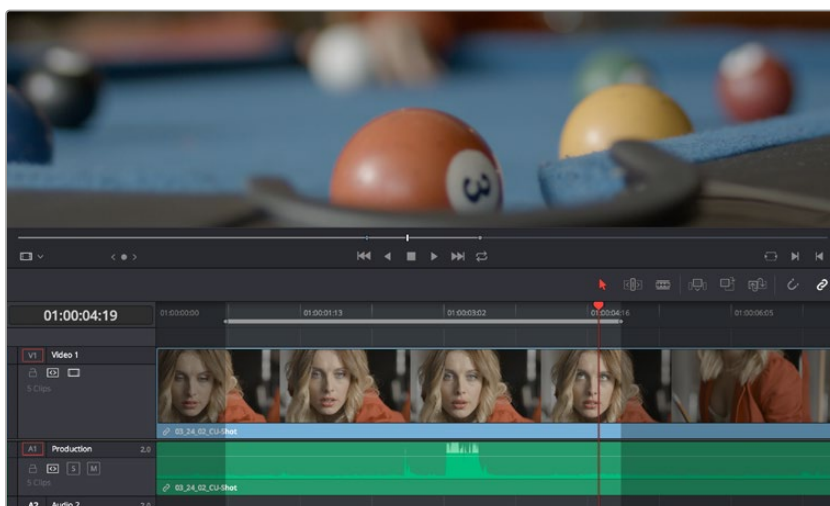 3
01:00:04:19
01:00:00:00
01:00:01:13
01:00:03:02
01:00:04:16
01:00:06:05
V1 Video 1
5 Clips
03_24_02_CU-Shot
A1 Production 2.0
S M
5 Clips
03_24_02_CU-Shot
A2 Audio 2 2.0